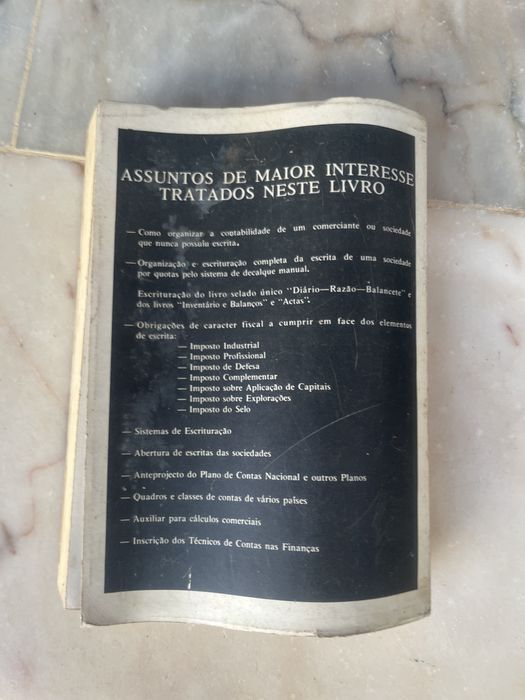 ASSUNTOS DE MAIOR INTERESSE
TRATADOS NESTE LIVRO
— Como organizar a contabilidade de um comerciante ou sociedade
que nunca possuiu escrita.
— Organização e escrituração completa da escrita de uma sociedade
por quotas pelo sistema de decalque manual.
Escrituração do livro selado único "Diário—Razão—Balancete" e
dos livros "Inventário e Balanços" e "Actas".
— Obrigações de caracter fiscal a cumprir em face dos elementos
de escrita:
— Imposto Industrial
— Imposto Profissional
— Imposto de Defesa
— Imposto Complementar
— Imposto sobre Aplicação de Capitais
— Imposto sobre Explorações
— Imposto do Selo
— Sistemas de Escrituração
— Abertura de escritas das sociedades
— Anteprojecto do Plano de Contas Nacional e outros Planos
— Quadros e classes de contas de vários países
— Auxiliar para cálculos comerciais
— Inscrição dos Técnicos de Contas nas Finanças